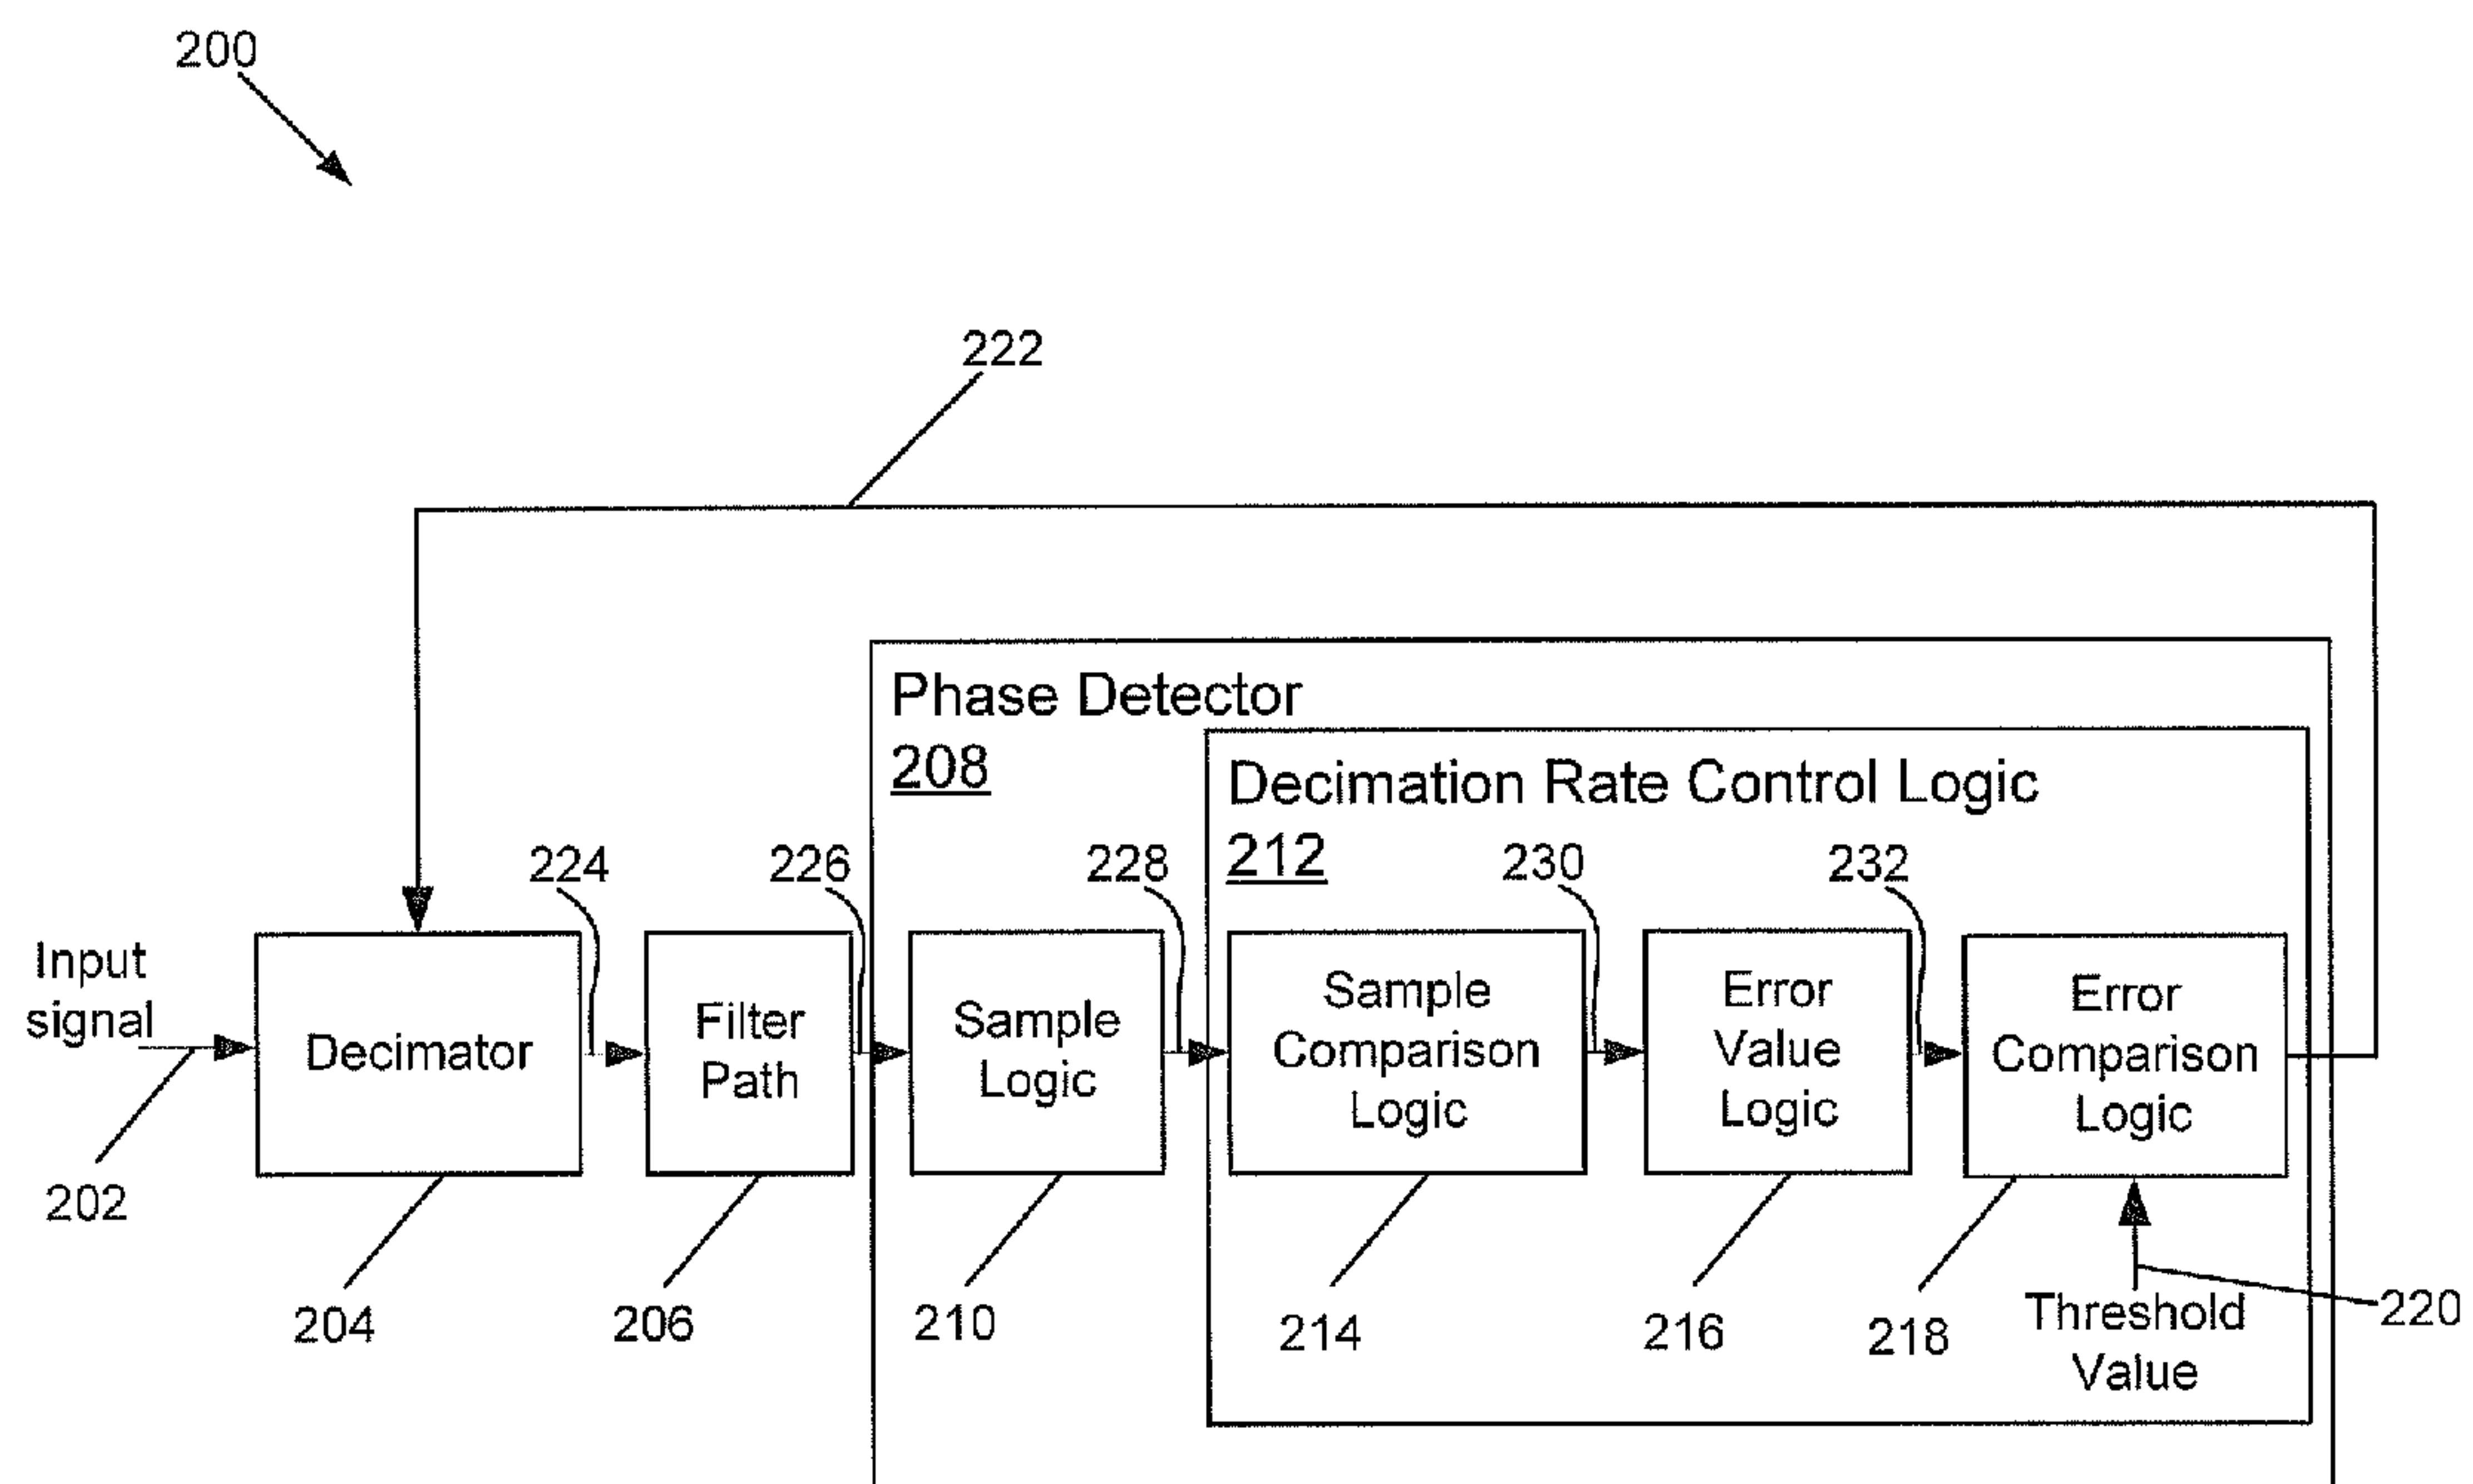 200
222
Phase Detector
208
Decimation Rate Control Logic
212
224
226
228
230
232
Input
signal
Decimator
Filter
Path
Sample
Logic
Sample
Comparison
Logic
Error
Value
Logic
Error
Comparison
Logic
202
204
206
210
214
216
218
Threshold
Value
220